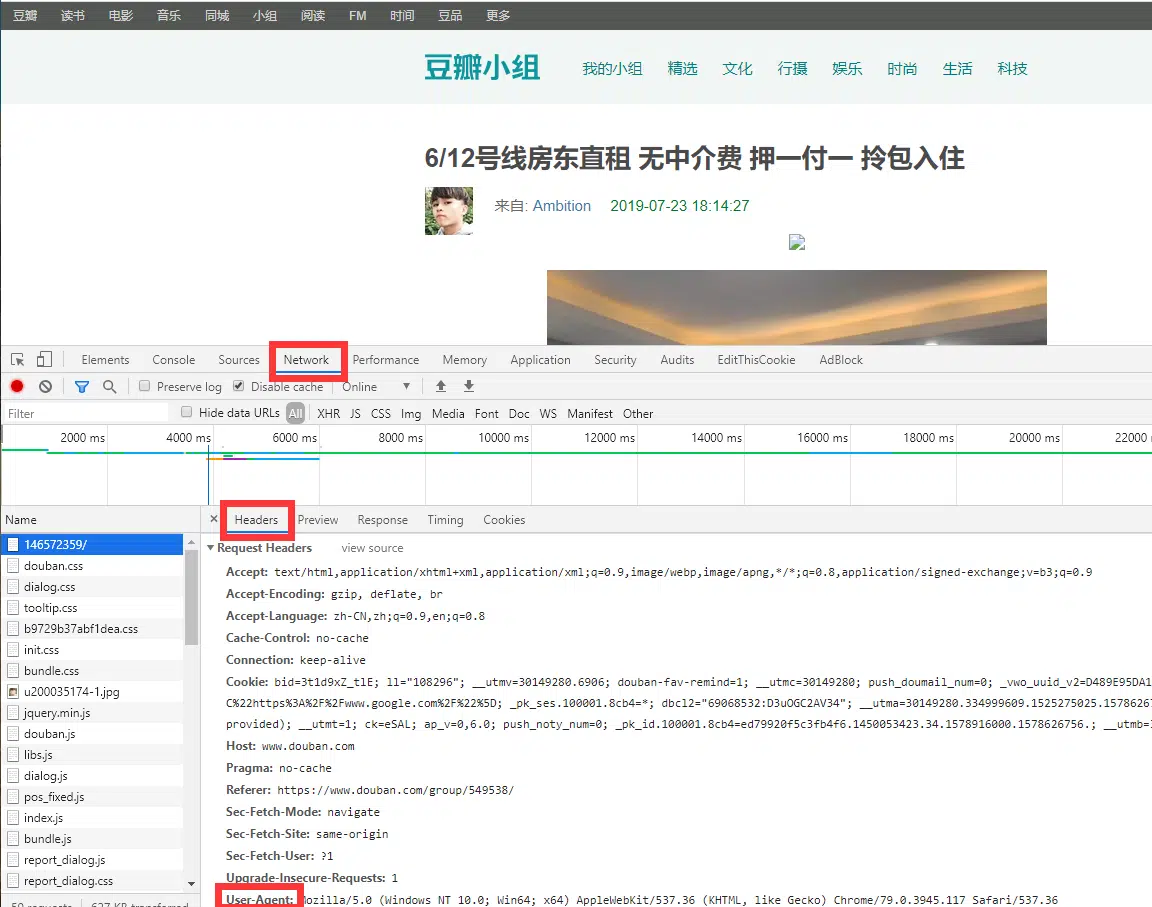 豆瓣 读书 电影 音乐 同城 小组 阅读 FM 时间 豆品 更多
豆瓣小组 我的小组 精选 文化 行摄 娱乐 时尚 生活 科技
6/12号线房东直租 无中介费 押一付一 拎包入住
来自: Ambition 2019-07-23 18:14:27
Elements Console Sources Network Performance Memory Application Security Audits EditThisCookie AdBlock
Preserve log Disable cache Online
Filter Hide data URLs All XHR JS CSS Img Media Font Doc WS Manifest Other
2000 ms 4000 ms 6000 ms 8000 ms 10000 ms 12000 ms 14000 ms 16000 ms 18000 ms 20000 ms 22000
Name
146572359/
douban.css
dialog.css
tooltip.css
b9729b37abf1dea.css
init.css
bundle.css
u200035174-1.jpg
jquery.min.js
douban.js
libs.js
dialog.js
pos_fixed.js
index.js
bundle.js
report_dialog.js
report_dialog.css
× Headers Preview Response Timing Cookies
Request Headers view source
Accept: text/html,application/xhtml+xml,application/xml;q=0.9,image/webp,image/apng,*/*;q=0.8,application/signed-exchange;v=b3;q=0.9
Accept-Encoding: gzip, deflate, br
Accept-Language: zh-CN,zh;q=0.9,en;q=0.8
Cache-Control: no-cache
Connection: keep-alive
Cookie: bid=3t1d9xZ_tlE; ll="108296"; __utmv=30149280.6906; douban-fav-remind=1; __utmc=30149280; push_doumail_num=0; _vwo_uuid_v2=D489E95DA1
C%22https%3A%2F%2Fwww.google.com%2F%22%5D; _pk_ses.100001.8cb4=*; dbcl2="69068532:D3uOGC2AV34"; __utma=30149280.334999609.1525275025.1578626
provided); __utmt=1; ck=eSAL; ap_v=0,6.0; push_noty_num=0; _pk_id.100001.8cb4=ed79920f5c3fb4f6.1450053423.34.1578916000.1578626756.; __utmb=
Host: www.douban.com
Pragma: no-cache
Referer: https://www.douban.com/group/549538/
Sec-Fetch-Mode: navigate
Sec-Fetch-Site: same-origin
Sec-Fetch-User: ?1
Upgrade-Insecure-Requests: 1
User-Agent: Mozilla/5.0 (Windows NT 10.0; Win64; x64) AppleWebKit/537.36 (KHTML, like Gecko) Chrome/79.0.3945.117 Safari/537.36